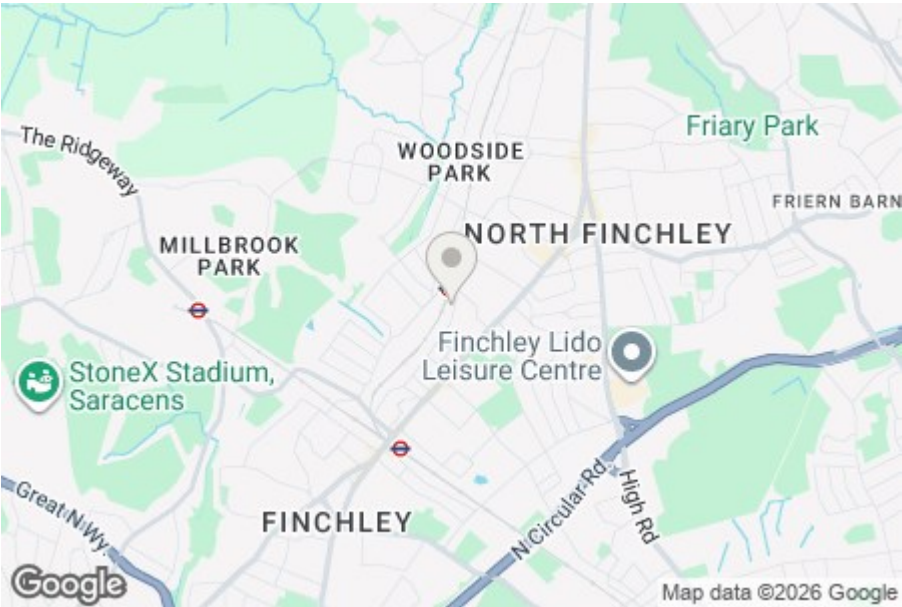 The Ridgeway
WOODSIDE
PARK
Friary Park
FRIERN BARN
NORTH FINCHLEY
MILLBROOK
PARK
Finchley Lido
Leisure Centre
StoneX Stadium,
Saracens
Great N Wy.
FINCHLEY
N Circular Rd.
High Rd
Google
Map data ©2026 Google